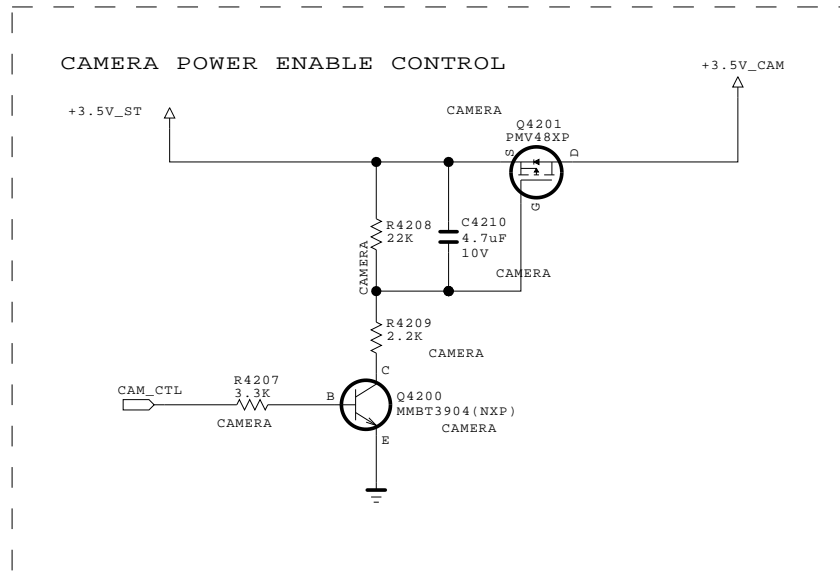 CAMERA POWER ENABLE CONTROL
+3.5V_CAM
+3.5V_ST
CAMERA
Q4201
PMV48XP
S
D
G
R4208
22K
CAMERA
C4210
4.7uF
10V
CAMERA
R4209
2.2K
CAMERA
CAM_CTL
R4207
3.3K
CAMERA
B
C
Q4200
MMBT3904(NXP)
CAMERA
E